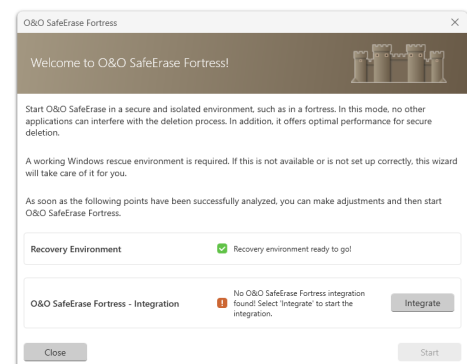 O&O SafeErase Fortress
Welcome to O&O SafeErase Fortress!
Start O&O SafeErase in a secure and isolated environment, such as in a fortress. In this mode, no other
applications can interfere with the deletion process. In addition, it offers optimal performance for secure
deletion.
A working Windows rescue environment is required. If this is not available or is not set up correctly, this wizard
will take care of it for you.
As soon as the following points have been successfully analyzed, you can make adjustments and then start
O&O SafeErase Fortress.
Recovery Environment
Recovery environment ready to go!
O&O SafeErase Fortress - Integration
No O&O SafeErase Fortress integration
found! Select 'Integrate' to start the
integration.
Integrate
Close
Start